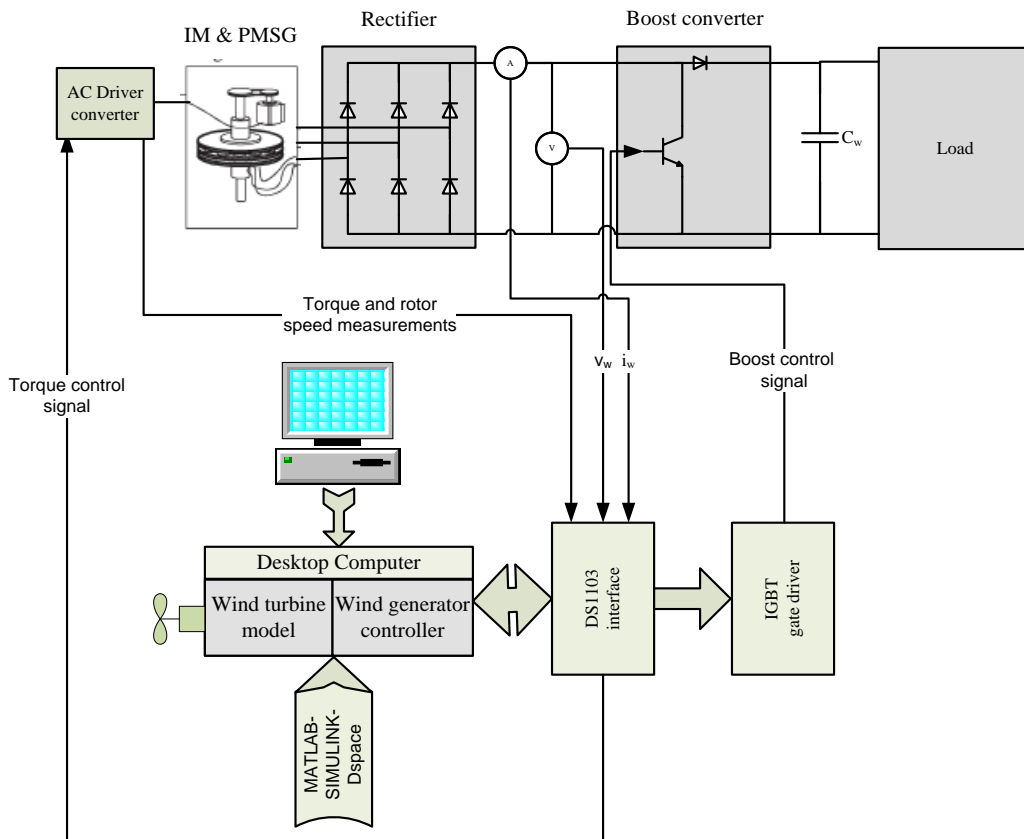 Rectifier
Boost converter
IM & PMSG
AC Driver
converter
A
V
C_w
Load
Torque and rotor
speed measurements
v_w i_w
Boost control
signal
Torque control
signal
Desktop Computer
Wind turbine
model
Wind generator
controller
DS1103
interface
IGBT
gate driver
MATLAB-
SIMULINK-
Dspace